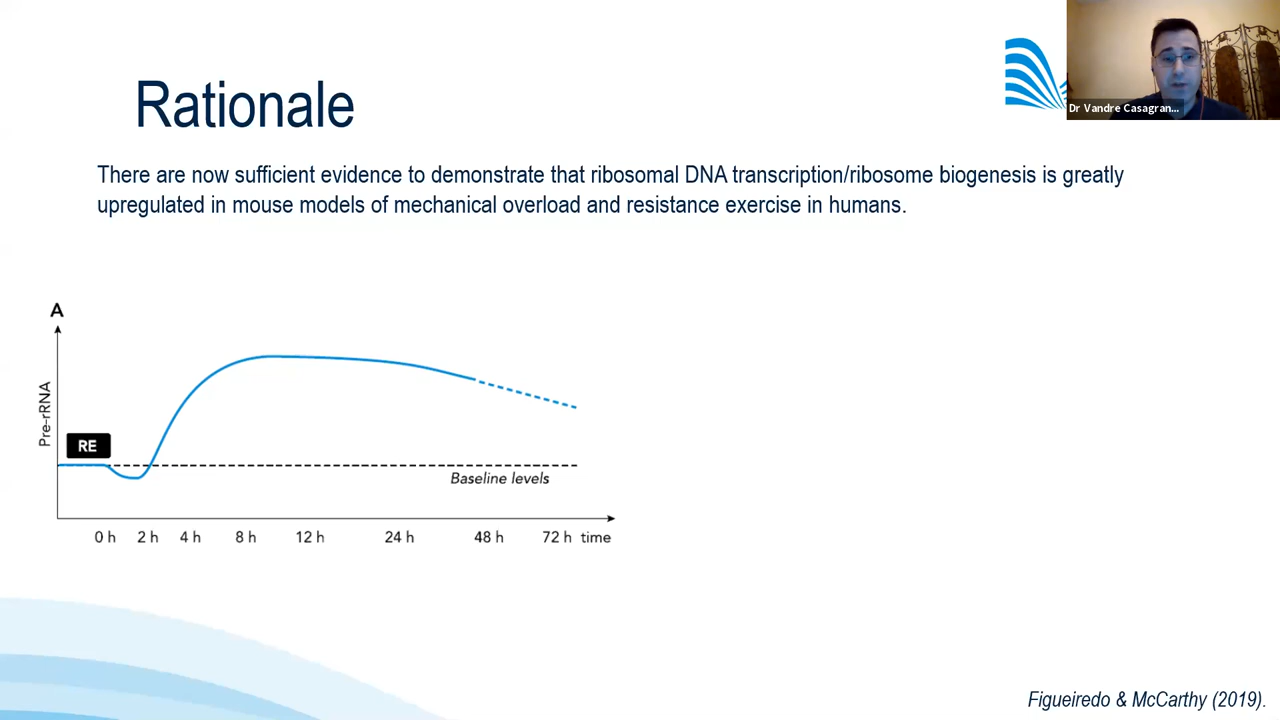 Rationale
Dr Vandre Casagran...
There are now sufficient evidence to demonstrate that ribosomal DNA transcription/ribosome biogenesis is greatly
upregulated in mouse models of mechanical overload and resistance exercise in humans.
A
Pre-rRNA
RE
Baseline levels
0 h 2 h 4 h 8 h 12 h 24 h 48 h 72 h time
Figueiredo & McCarthy (2019).